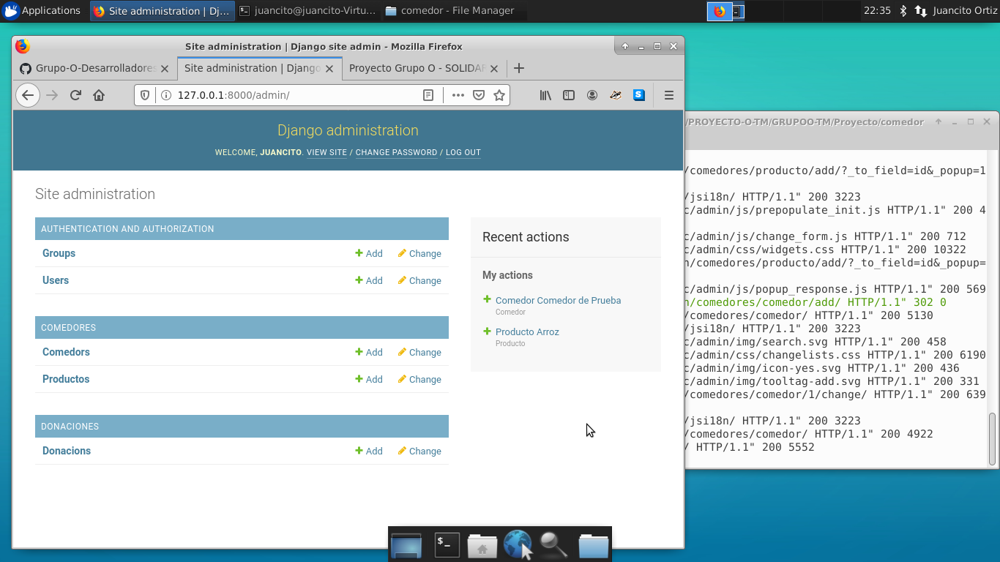 Applications
Site administration | Dj...
juancito@juancito-Virtu...
comedor - File Manager
22:35
Juancito Ortiz
Site administration | Django site admin - Mozilla Firefox
Grupo-O-Desarrolladores
Site administration | Django
Proyecto Grupo O - SOLIDAR
127.0.0.1:8000/admin/
Django administration
WELCOME, JUANCITO. VIEW SITE / CHANGE PASSWORD / LOG OUT
Site administration
AUTHENTICATION AND AUTHORIZATION
Groups
Add
Change
Users
Add
Change
COMEDORES
Comedors
Add
Change
Productos
Add
Change
DONACIONES
Donacions
Add
Change
Recent actions
My actions
Comedor Comedor de Prueba
Comedor
Producto Arroz
Producto
/PROYECTO-O-TM/GRUPOO-TM/Proyecto/comedor
/comedores/producto/add/?_to_field=id&_popup=1
/jsi18n/ HTTP/1.1" 200 3223
c/admin/js/prepopulate_init.js HTTP/1.1" 200 4
c/admin/js/change_form.js HTTP/1.1" 200 712
c/admin/css/widgets.css HTTP/1.1" 200 10322
n/comedores/producto/add/?_to_field=id&_popup=
c/admin/js/popup_response.js HTTP/1.1" 200 569
n/comedores/comedor/add/ HTTP/1.1" 302 0
/comedores/comedor/ HTTP/1.1" 200 5130
/jsi18n/ HTTP/1.1" 200 3223
c/admin/img/search.svg HTTP/1.1" 200 458
c/admin/css/changelists.css HTTP/1.1" 200 6190
c/admin/img/icon-yes.svg HTTP/1.1" 200 436
c/admin/img/tooltag-add.svg HTTP/1.1" 200 331
/comedores/comedor/1/change/ HTTP/1.1" 200 639
/jsi18n/ HTTP/1.1" 200 3223
/comedores/comedor/ HTTP/1.1" 200 4922
/ HTTP/1.1" 200 5552